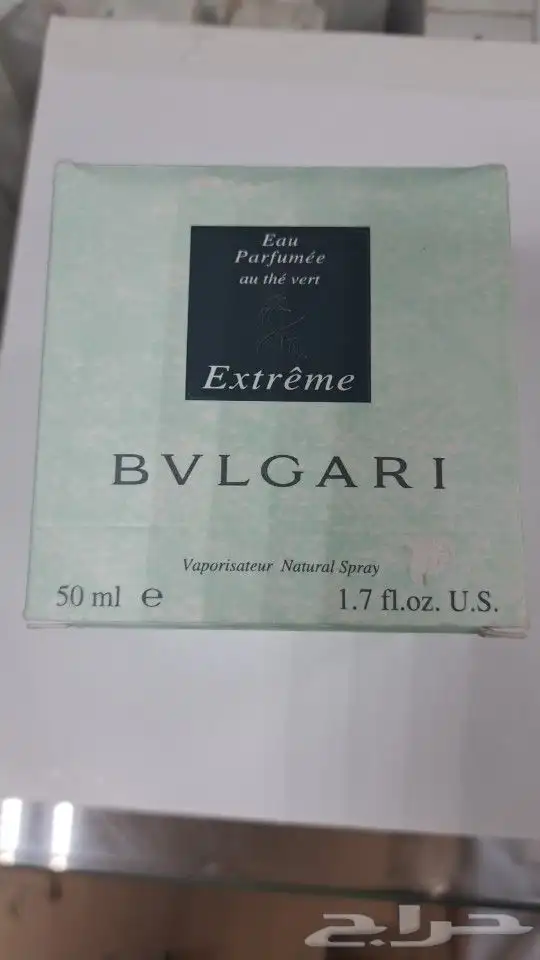 Eau
Parfumée
au thé vert
Extrême
BVLGARI
Vaporisateur Natural Spray
50 ml ℮
1.7 fl.oz. U.S.
حراج